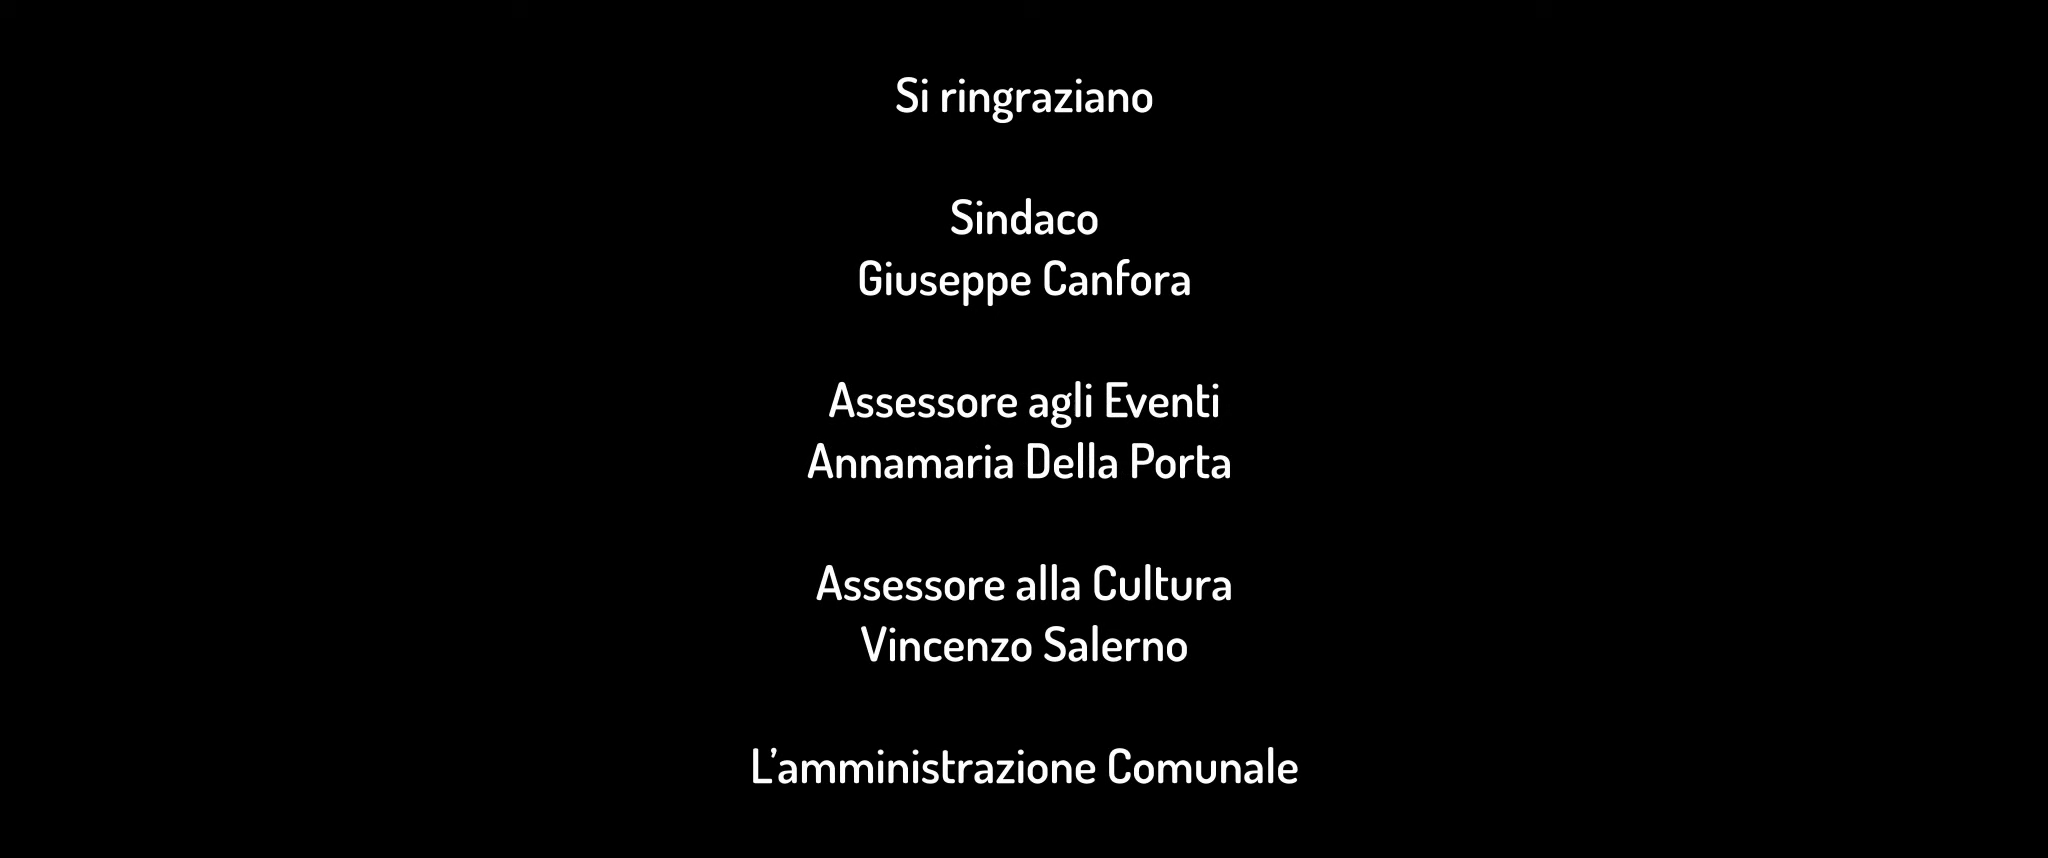 Si ringraziano
Sindaco
Giuseppe Canfora
Assessore agli Eventi
Annamaria Della Porta
Assessore alla Cultura
Vincenzo Salerno
L’amministrazione Comunale